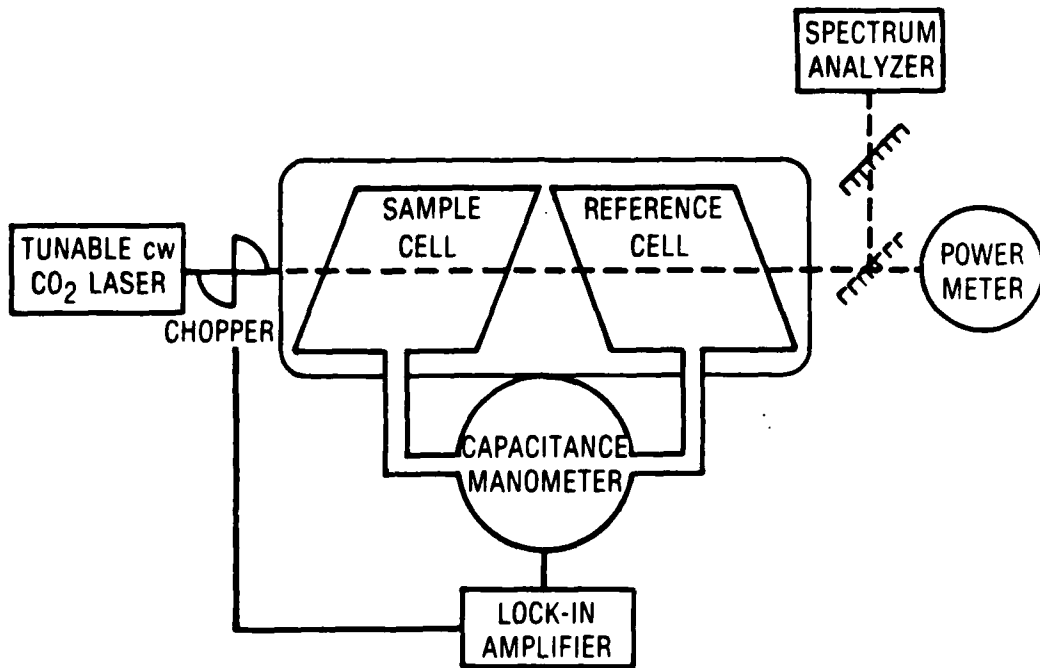 SPECTRUM
ANALYZER
SAMPLE
CELL
REFERENCE
CELL
TUNABLE cw
CO₂ LASER
POWER
METER
CHOPPER
CAPACITANCE
MANOMETER
LOCK-IN
AMPLIFIER